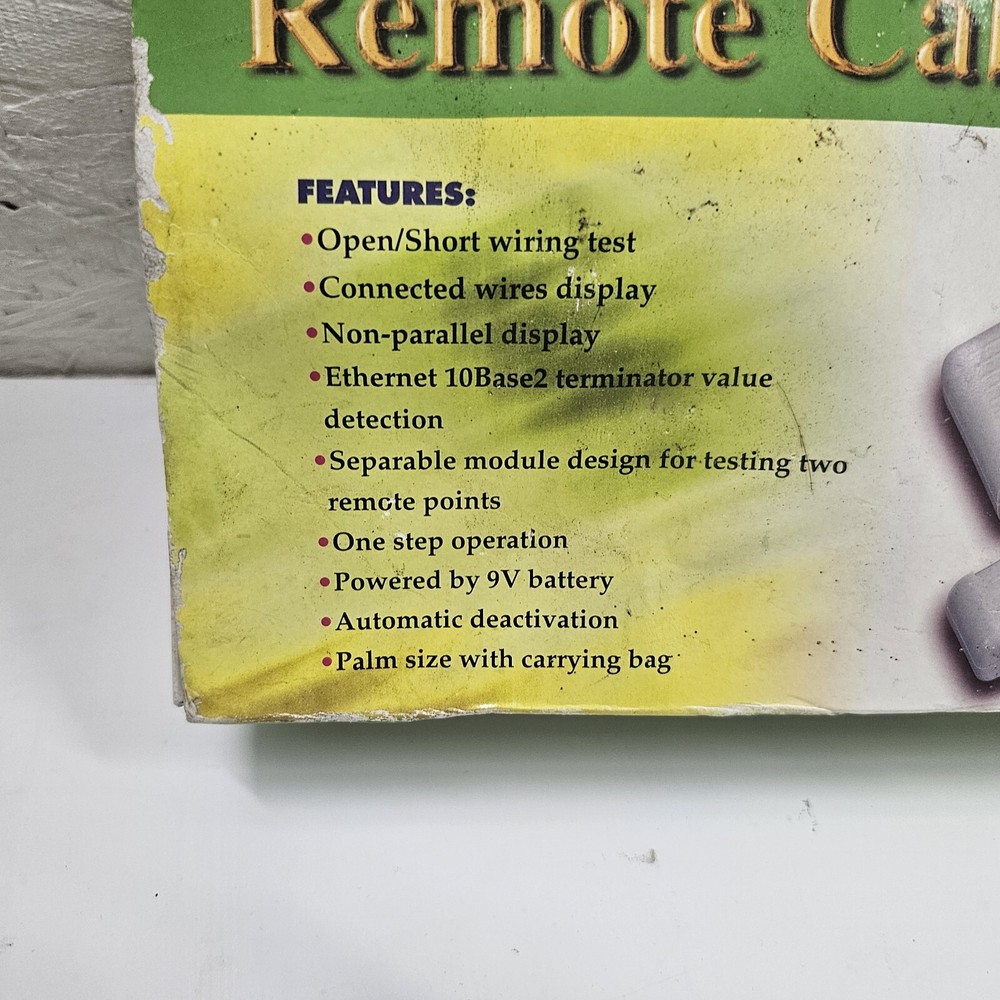 Remote Ca
FEATURES:
•Open/Short wiring test
•Connected wires display
•Non-parallel display
•Ethernet 10Base2 terminator value
detection
•Separable module design for testing two
remote points
•One step operation
•Powered by 9V battery
•Automatic deactivation
•Palm size with carrying bag